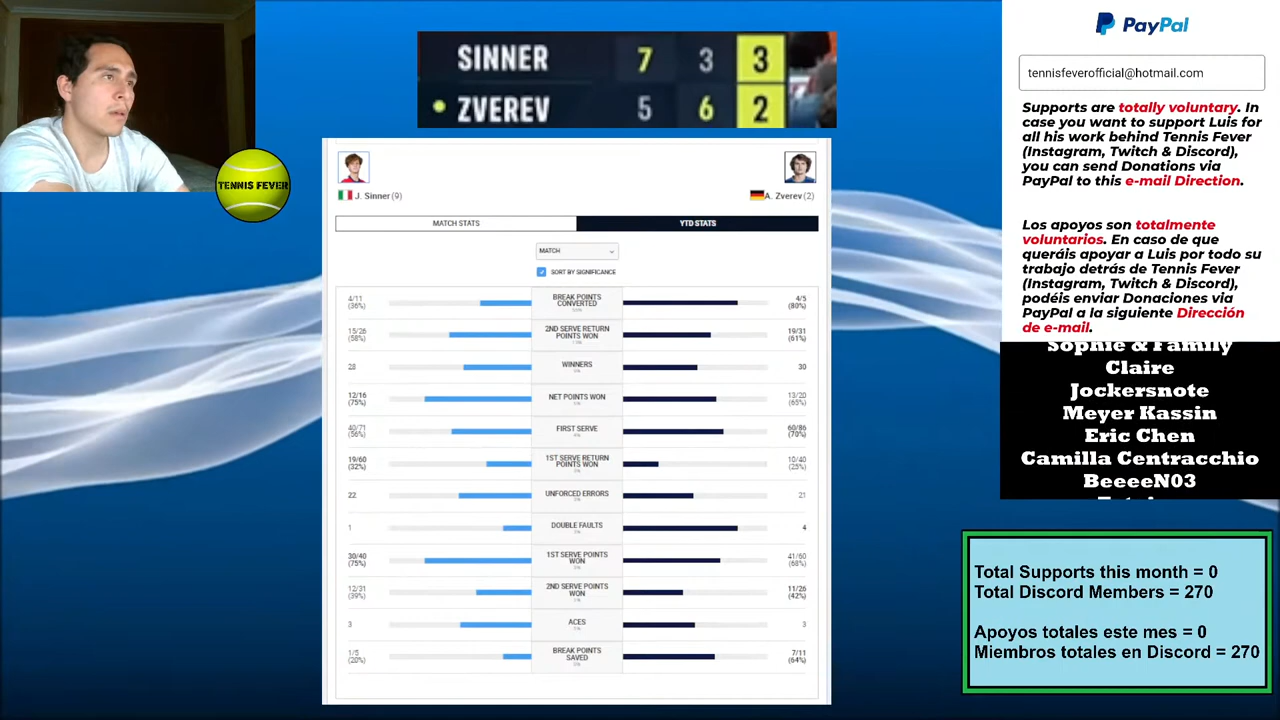 SINNER 7 3 3
ZVEREV 5 6 2
TENNIS FEVER
J. Sinner (9)
A. Zverev (2)
MATCH STATS
YTD STATS
MATCH
SORT BY SIGNIFICANCE
4/11
(36%)
BREAK POINTS
CONVERTED
4/5
(80%)
15/26
(58%)
2ND SERVE RETURN
POINTS WON
19/31
(61%)
28
WINNERS
30
12/16
(75%)
NET POINTS WON
13/20
(65%)
40/71
(56%)
FIRST SERVE
60/86
(70%)
19/60
(32%)
1ST SERVE RETURN
POINTS WON
10/40
(25%)
22
UNFORCED ERRORS
21
1
DOUBLE FAULTS
4
30/40
(75%)
1ST SERVE POINTS
WON
41/60
(68%)
12/31
(39%)
2ND SERVE POINTS
WON
11/26
(42%)
3
ACES
3
1/5
(20%)
BREAK POINTS
SAVED
7/11
(64%)
PayPal
tennisfeverofficial@hotmail.com
Supports are totally voluntary. In
case you want to support Luis for
all his work behind Tennis Fever
(Instagram, Twitch & Discord),
you can send Donations via
PayPal to this e-mail Direction.
Los apoyos son totalmente
voluntarios. En caso de que
queráis apoyar a Luis por todo su
trabajo detrás de Tennis Fever
(Instagram, Twitch & Discord),
podéis enviar Donaciones via
PayPal a la siguiente Dirección
de e-mail.
Sophie & Family
Claire
Jockersnote
Meyer Kassin
Eric Chen
Camilla Centracchio
BeeeeN03
Total Supports this month = 0
Total Discord Members = 270
Apoyos totales este mes = 0
Miembros totales en Discord = 270